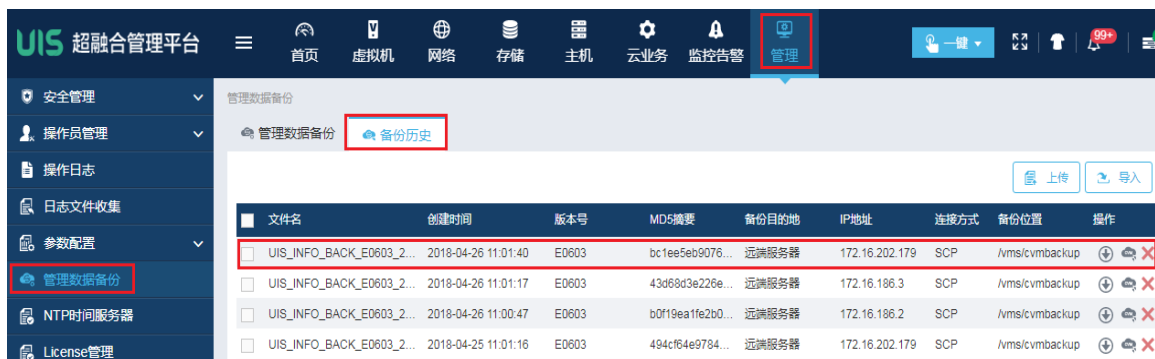 UIS 超融合管理平台
首页 虚拟机 网络 存储 主机 云业务 监控告警 管理 一键 99+
安全管理
操作员管理
操作日志
日志文件收集
参数配置
管理数据备份
NTP时间服务器
License管理
管理数据备份
管理数据备份 备份历史
上传 导入
文件名 创建时间 版本号 MD5摘要 备份目的地 IP地址 连接方式 备份位置 操作
UIS_INFO_BACK_E0603_2... 2018-04-26 11:01:40 E0603 bc1ee5eb9076... 远端服务器 172.16.202.179 SCP /vms/cvmbackup
UIS_INFO_BACK_E0603_2... 2018-04-26 11:01:17 E0603 43d68d3e226e... 远端服务器 172.16.186.3 SCP /vms/cvmbackup
UIS_INFO_BACK_E0603_2... 2018-04-26 11:00:47 E0603 b0f19ea1fe2b0... 远端服务器 172.16.186.2 SCP /vms/cvmbackup
UIS_INFO_BACK_E0603_2... 2018-04-25 11:01:16 E0603 494cf64e9784... 远端服务器 172.16.202.179 SCP /vms/cvmbackup